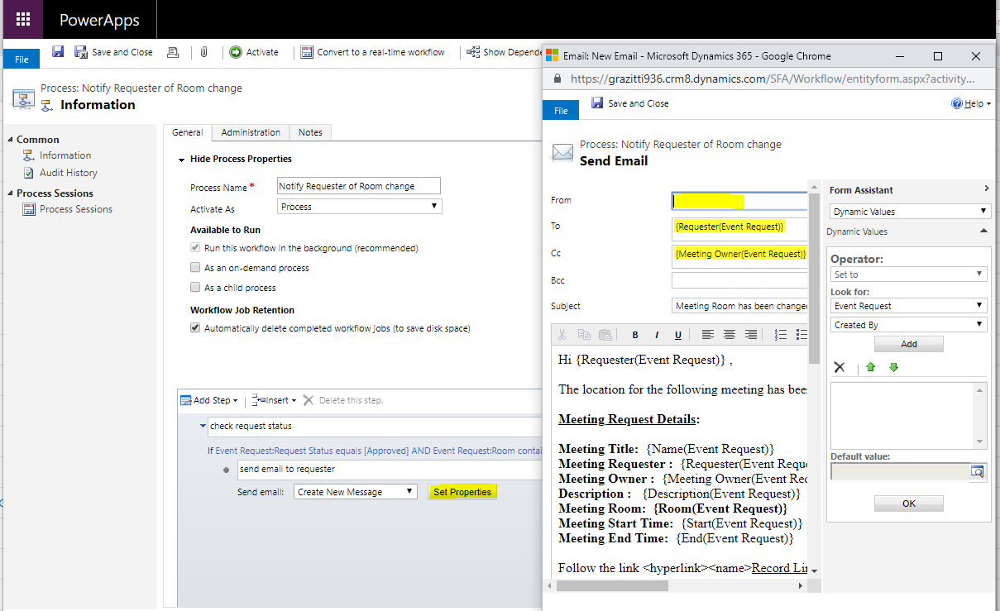 PowerApps
File
Save and Close
Activate
Convert to a real-time workflow
Show Depende
Process: Notify Requester of Room change
Information
Common
Information
Audit History
Process Sessions
Process Sessions
General
Administration
Notes
Hide Process Properties
Process Name *
Notify Requester of Room change
Activate As
Process
Available to Run
Run this workflow in the background (recommended)
As an on-demand process
As a child process
Workflow Job Retention
Automatically delete completed workflow jobs (to save disk space)
Add Step
Insert
Delete this step.
check request status
If Event Request:Request Status equals [Approved] AND Event Request:Room contai
send email to requester
Send email:
Create New Message
Set Properties
Email: New Email - Microsoft Dynamics 365 - Google Chrome
https://grazitti936.crm8.dynamics.com/SFA/Workflow/entityform.aspx?activity...
File
Save and Close
Help
Process: Notify Requester of Room change
Send Email
From
To
{Requester(Event Request)}
Cc
{Meeting Owner(Event Request)}
Bcc
Subject
Meeting Room has been change
B I U
Hi {Requester(Event Request)} ,
The location for the following meeting has bee
Meeting Request Details:
Meeting Title: {Name(Event Request)}
Meeting Requester : {Requester(Event Reque
Meeting Owner : {Meeting Owner(Event Rec
Description : {Description(Event Request)}
Meeting Room: {Room(Event Request)}
Meeting Start Time: {Start(Event Request)}
Meeting End Time: {End(Event Request)}
Follow the link <hyperlink><name>Record Lin
Form Assistant
Dynamic Values
Dynamic Values
Operator:
Set to
Look for:
Event Request
Created By
Add
Default value:
OK